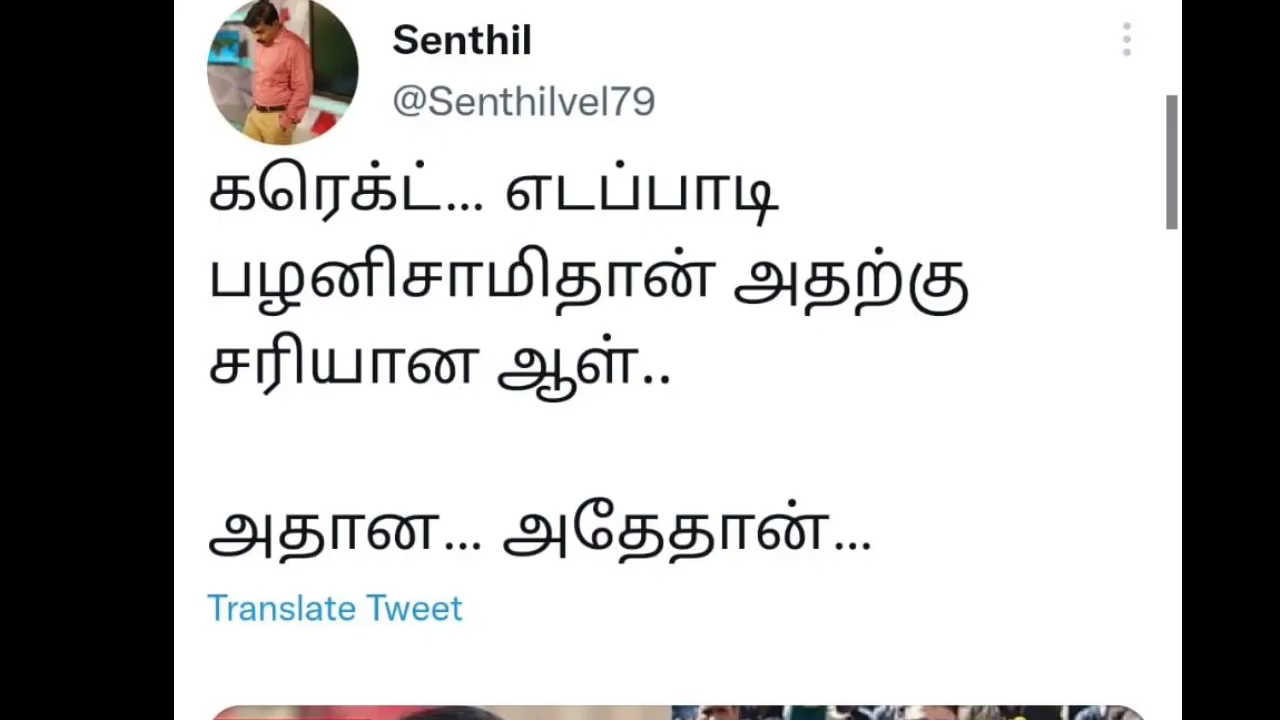 Senthil
@Senthilvel79
கரெக்ட்... எடப்பாடி
பழனிசாமிதான் அதற்கு
சரியான ஆள்..
அதான... அதேதான்...
Translate Tweet